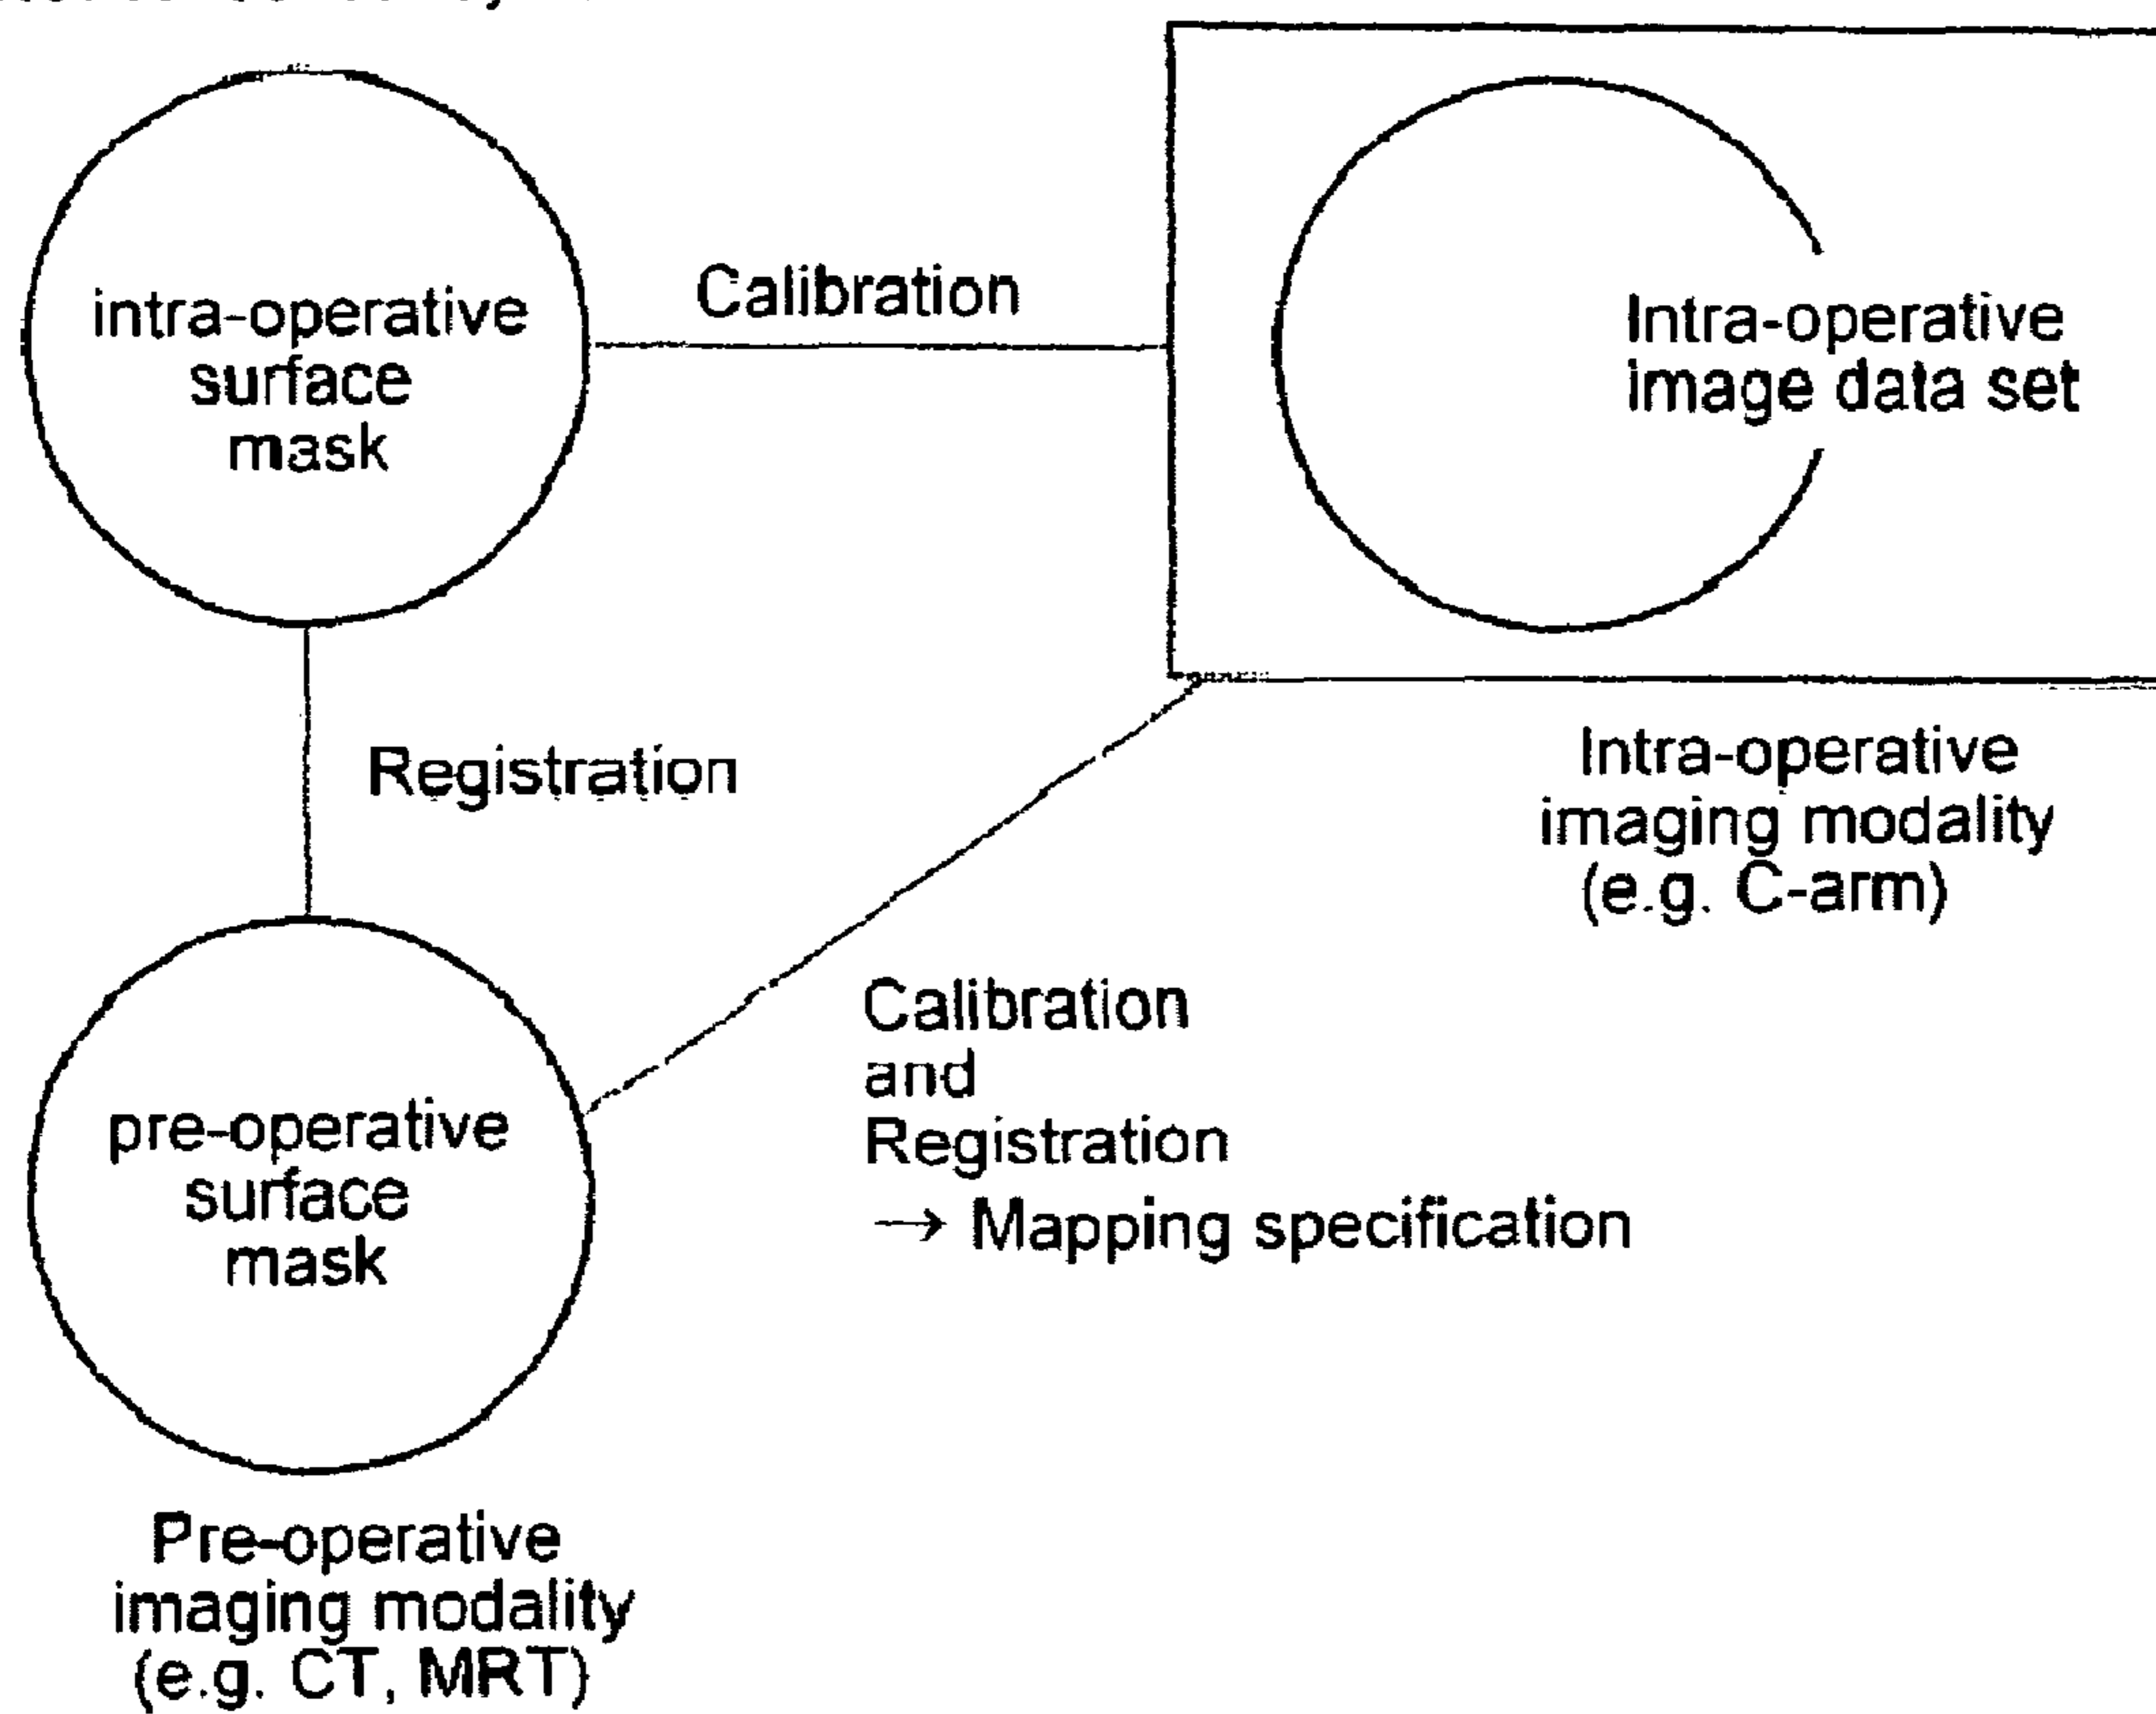 intra-operative
surface
mask
Calibration
Intra-operative
image data set
Registration
Intra-operative
imaging modality
(e.g. C-arm)
Calibration
and
Registration
→ Mapping specification
pre-operative
surface
mask
Pre-operative
imaging modality
(e.g. CT, MRT)